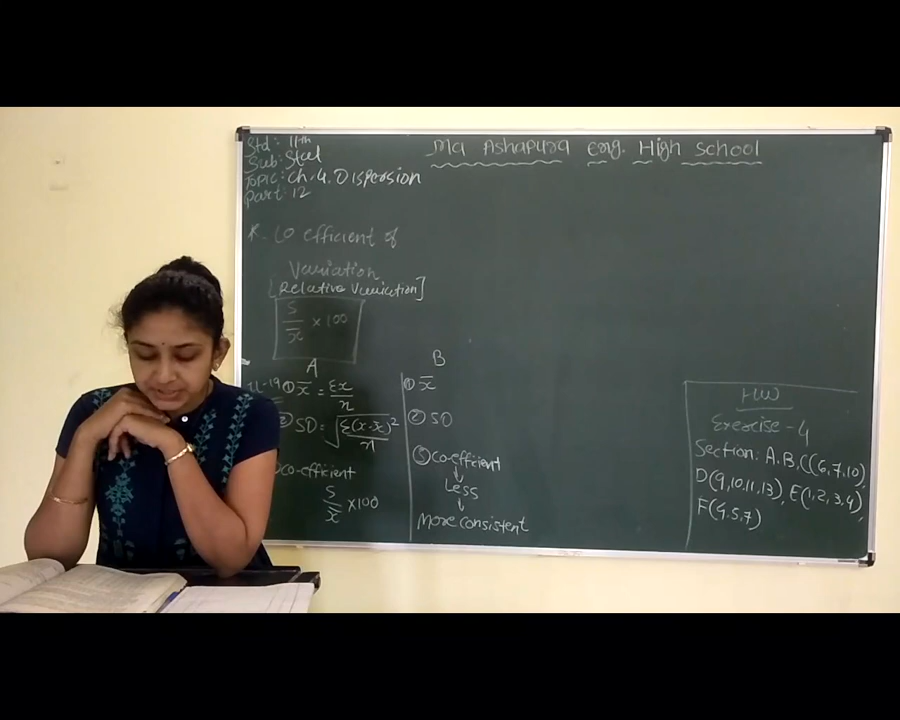 Std: 11th
Sub: Stat
Topic: Ch.4. Dispersion
Part: 12
Ma Ashapura Eng. High School
Co efficient of
Variation
[Relative Variation]
S/x̄ × 100
A
B
① x̄ = Σx/n
② SD = √Σ(x-x̄)²/n
Co-efficient
S/x̄ ×100
① x̄
② SD
③ Co-efficient
↓
Less
↓
More consistent
HW
Exercise - 4
Section: A, B, C(6,7,10),
D(9,10,11,13), E(1,2,3,4),
F(4,5,7)